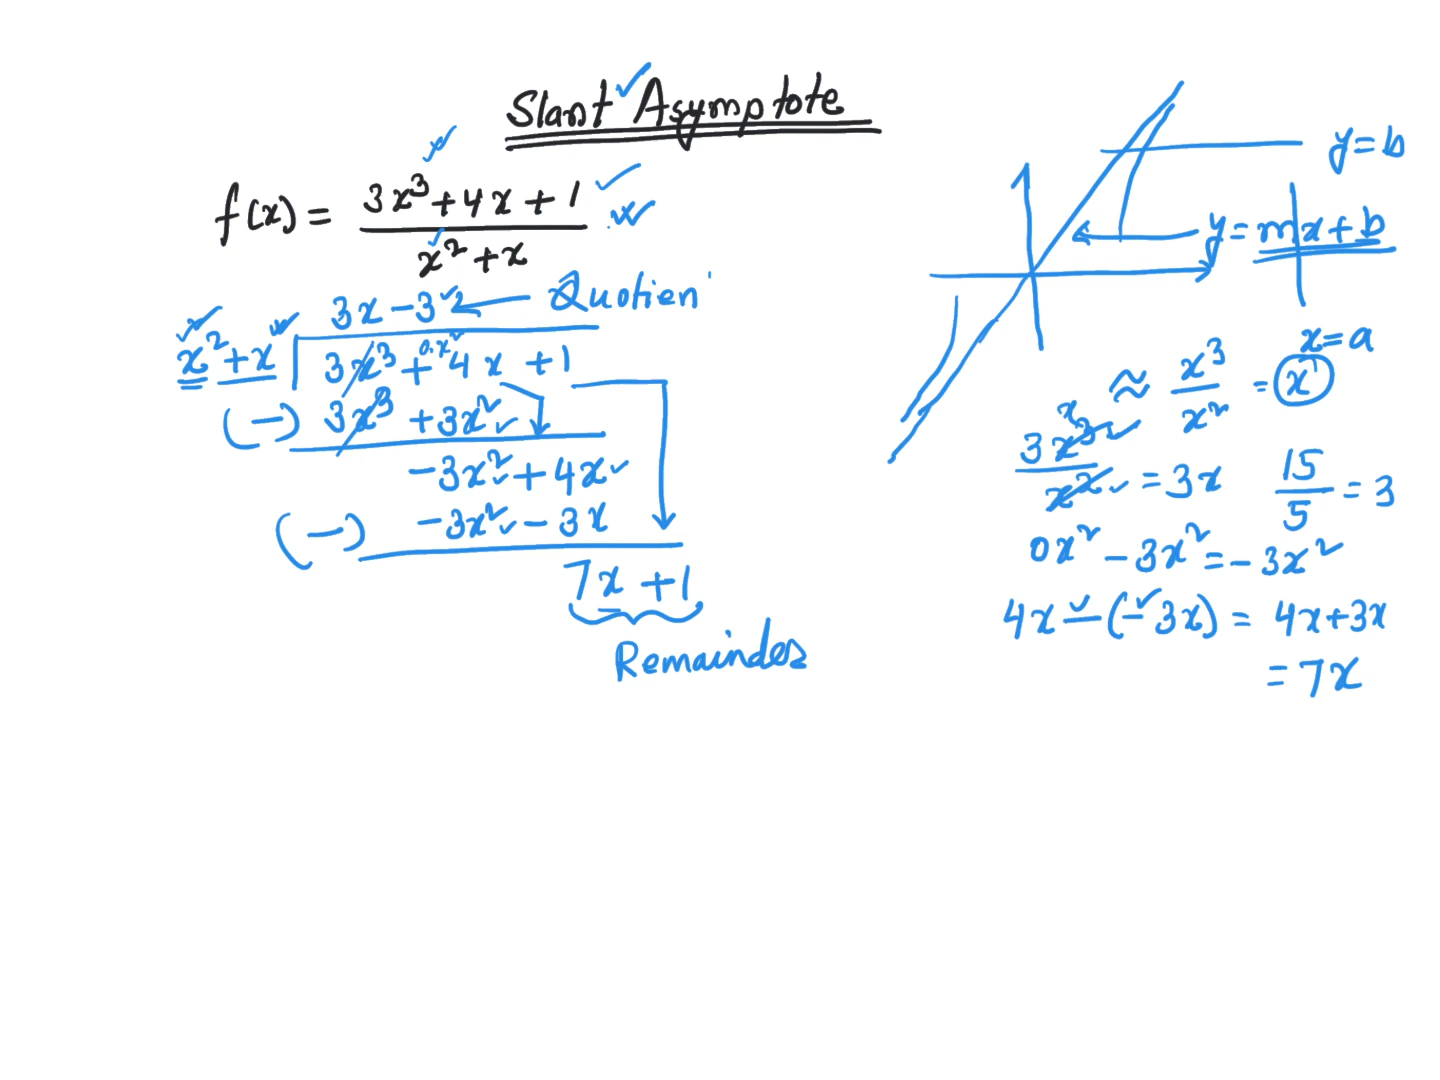 Slant Asymptote
f(x) = (3x³ + 4x + 1) / (x² + x)
3x - 3 ← Quotien
x² + x | 3x³ + 0.x² 4x + 1
(-) 3x³ + 3x²
-3x² + 4x
(-) -3x² - 3x
7x + 1
Remainder
y = b
y = mx + b
x = a
≈ x³ / x² = x¹
3x³ / x² = 3x
x
15 / 5 = 3
0x² - 3x² = -3x²
4x - (-3x) = 4x + 3x
= 7x